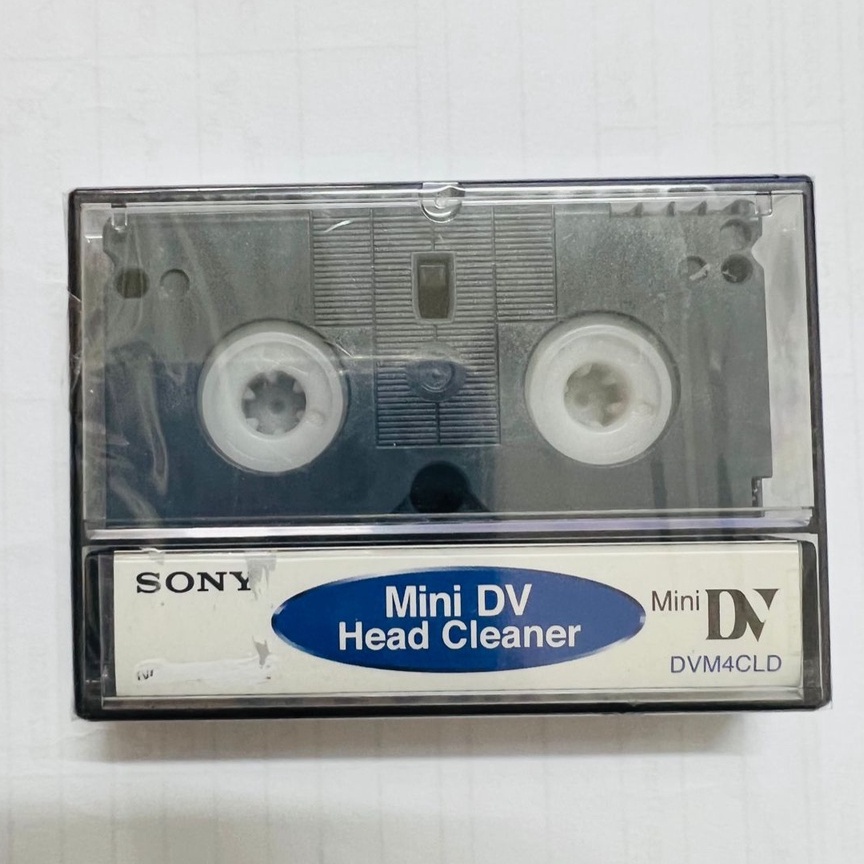 SONY
Mini DV
Head Cleaner
Mini DV
DVM4CLD